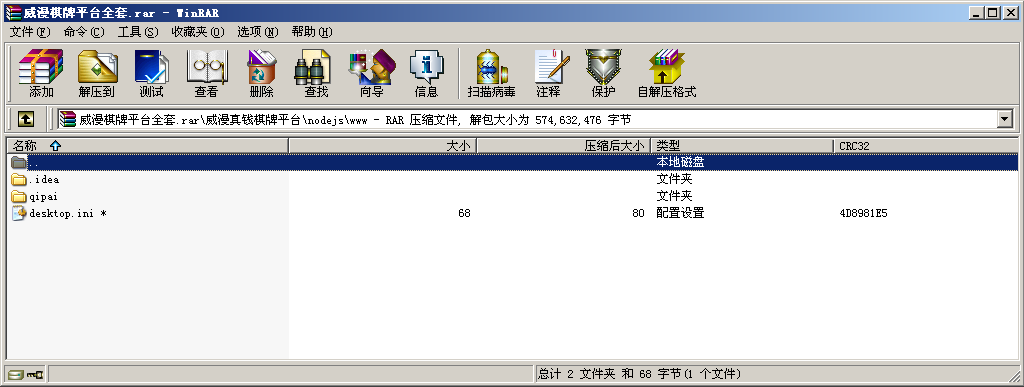 威漫棋牌平台全套.rar - WinRAR
文件(F) 命令(C) 工具(S) 收藏夹(O) 选项(N) 帮助(H)
添加 解压到 测试 查看 删除 查找 向导 信息 扫描病毒 注释 保护 自解压格式
威漫棋牌平台全套.rar\威漫真钱棋牌平台\nodejs\www - RAR 压缩文件, 解包大小为 574,632,476 字节
名称 大小 压缩后大小 类型 CRC32
.. 本地磁盘
.idea 文件夹
qipai 文件夹
desktop.ini * 68 80 配置设置 4D8981E5
总计 2 文件夹 和 68 字节(1 个文件)